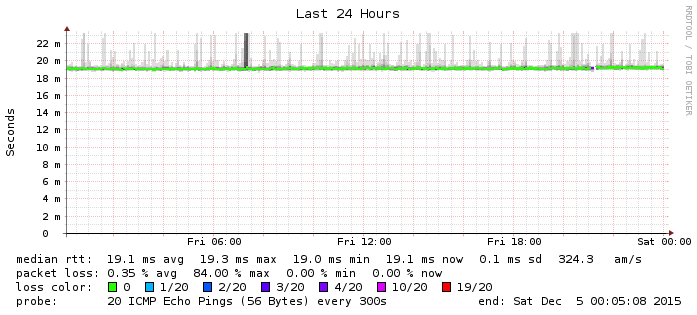 Last 24 Hours
RRDTOOL / TOBI OETIKER
Seconds
22 m
20 m
18 m
16 m
14 m
12 m
10 m
8 m
6 m
4 m
2 m
0
Fri 06:00 Fri 12:00 Fri 18:00 Sat 00:00
median rtt: 19.1 ms avg 19.3 ms max 19.0 ms min 19.1 ms now 0.1 ms sd 324.3 am/s
packet loss: 0.35 % avg 84.00 % max 0.00 % min 0.00 % now
loss color: 0 1/20 2/20 3/20 4/20 10/20 19/20
probe: 20 ICMP Echo Pings (56 Bytes) every 300s end: Sat Dec 5 00:05:08 2015